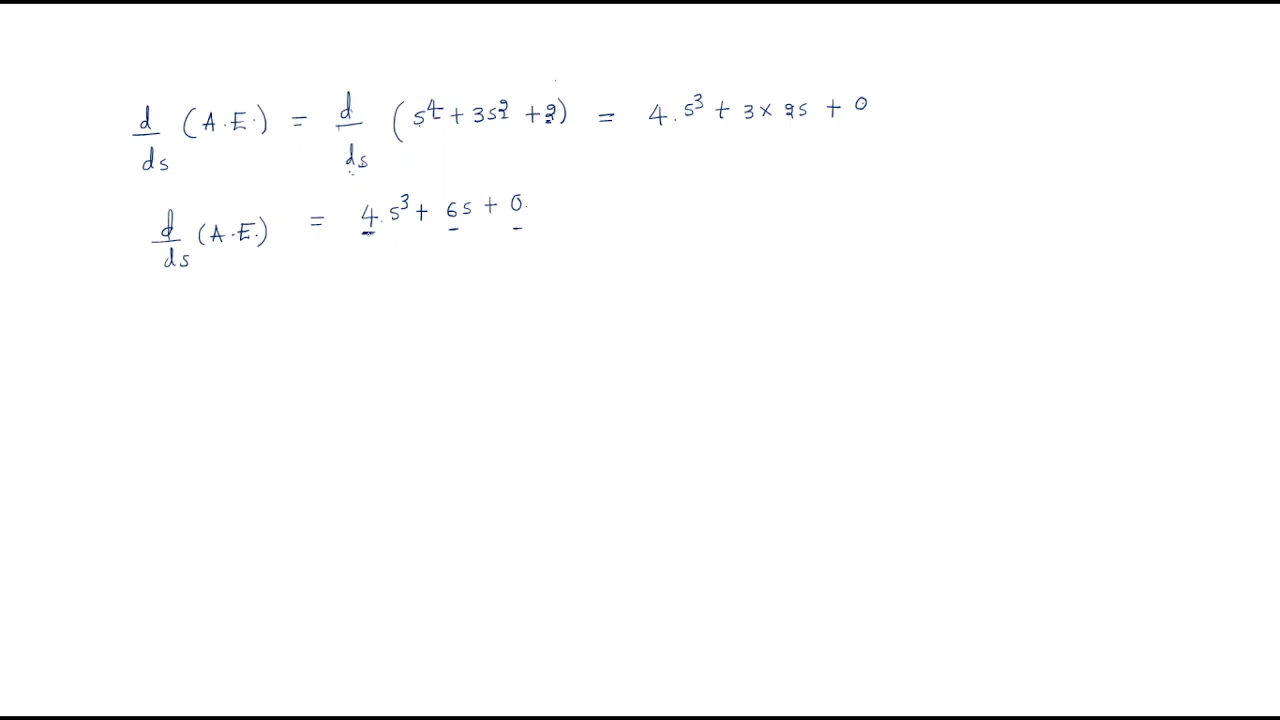 d/ds (A.E.) = d/ds (s⁴ + 3s² + 2) = 4.s³ + 3 × 2s + 0
d/ds (A.E.) = 4.s³ + 6s + 0.